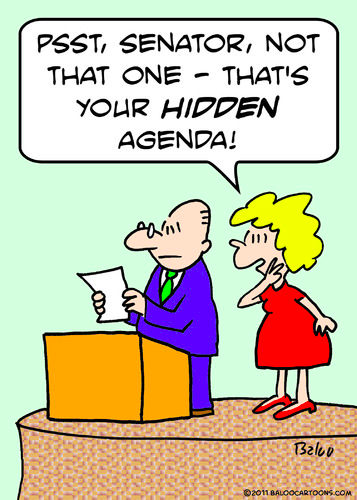 PSST, SENATOR, NOT
THAT ONE – THAT'S
YOUR HIDDEN
AGENDA!
Baloo
©2011 BALOOCARTOONS.COM